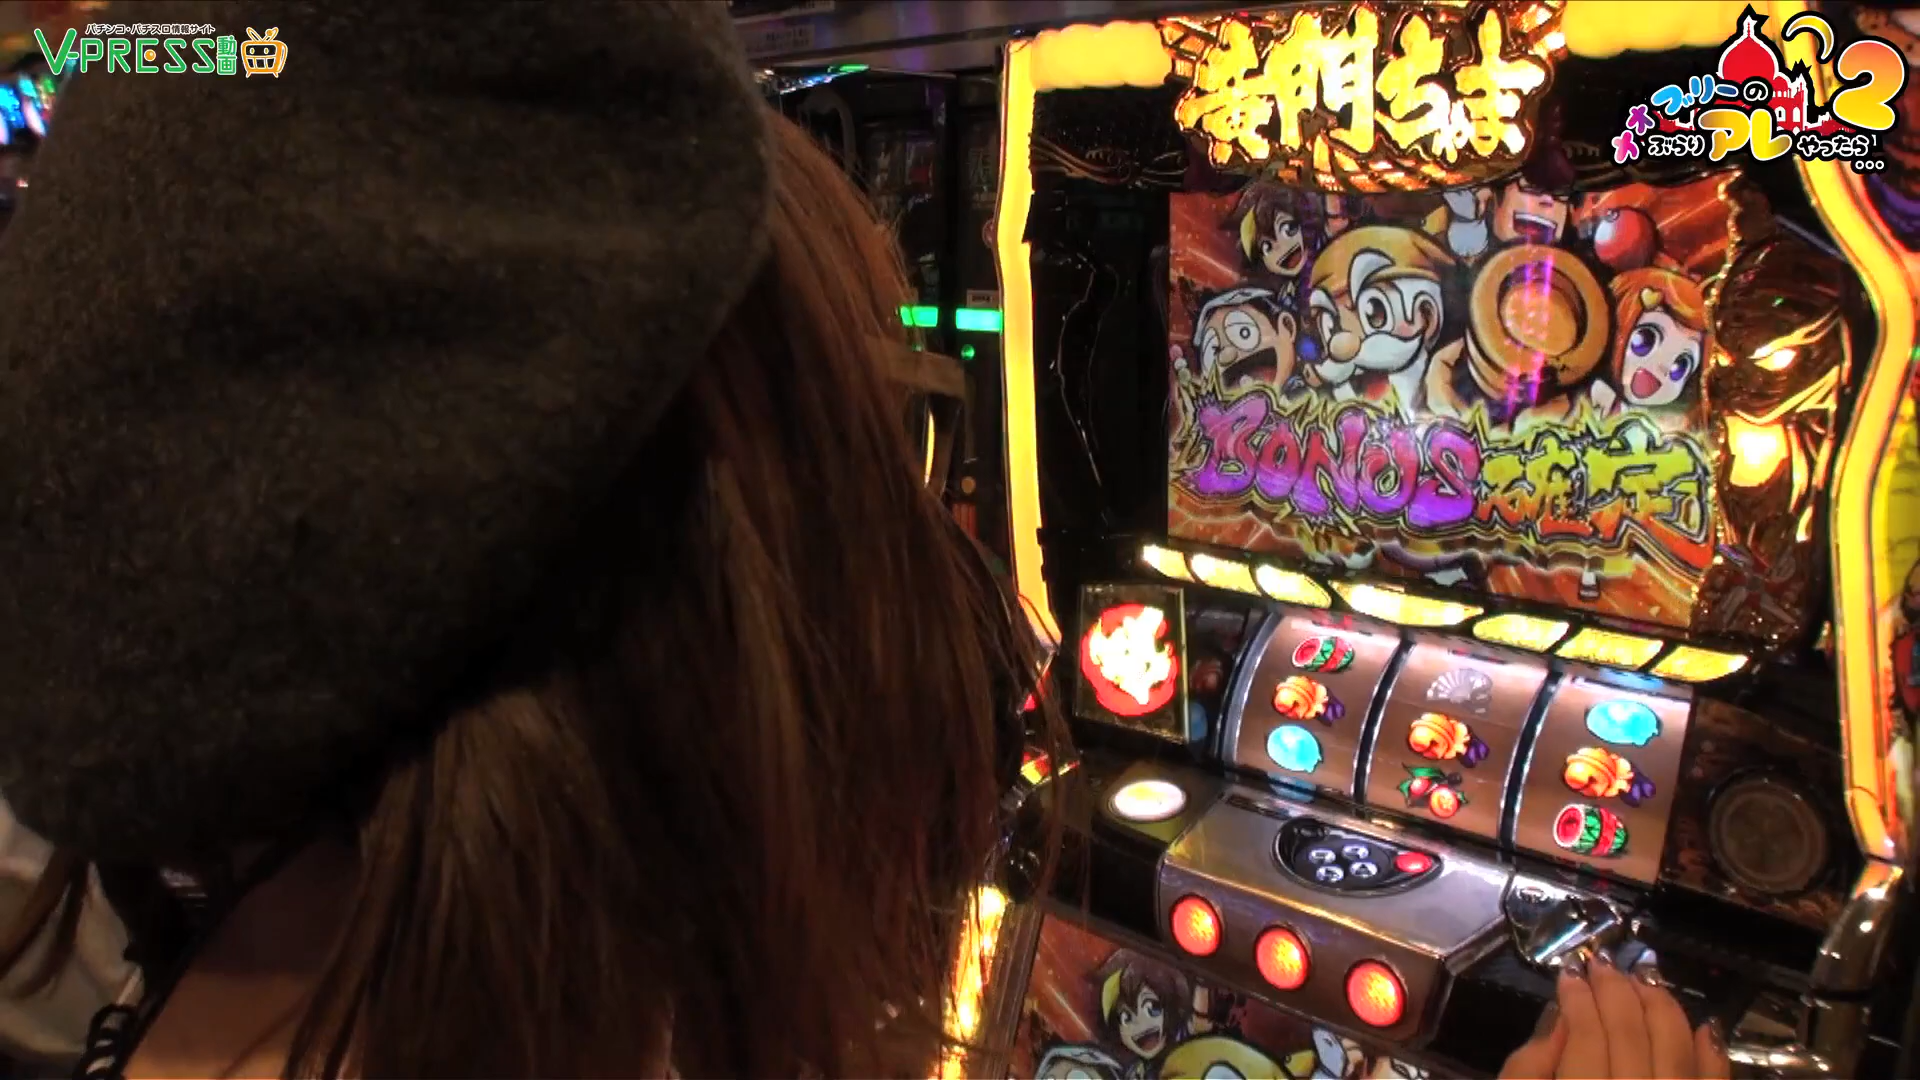 パチンコ・パチスロ情報サイト
V-PRESS動画
ブリーの
ぶらりアレやったら...2
黄門ちゃま
BONUS確定